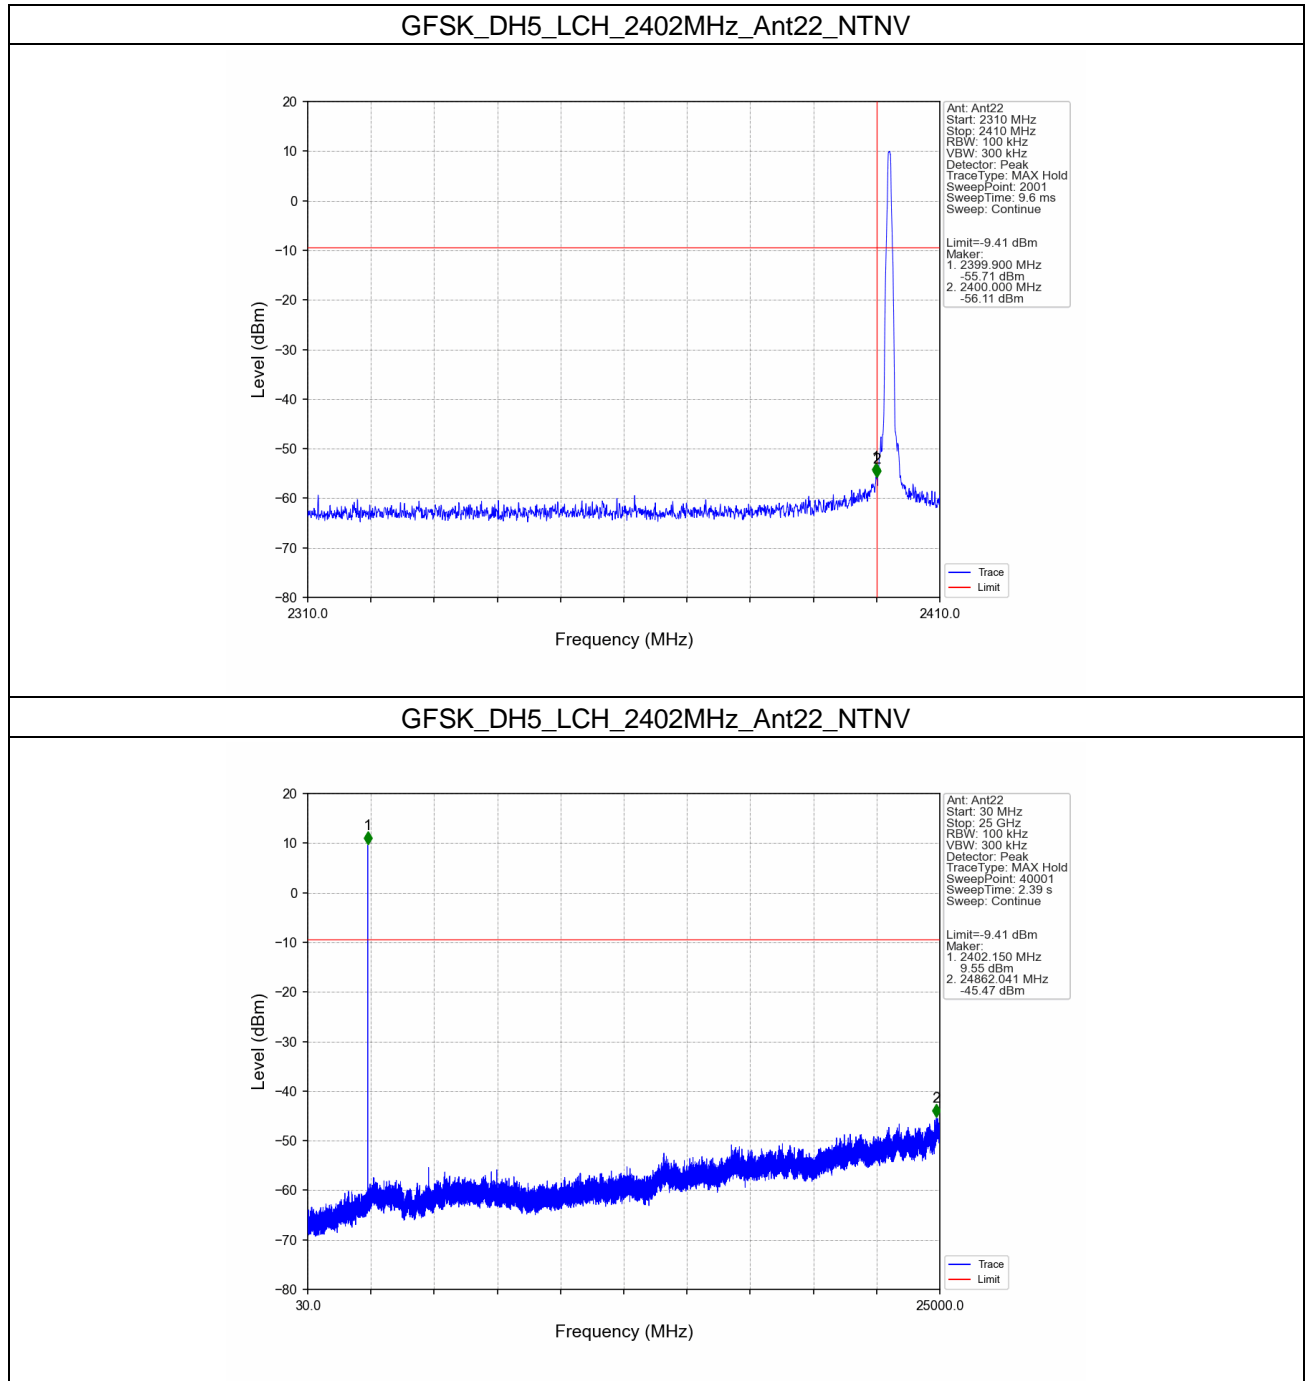 GFSK_DH5_LCH_2402MHz_Ant22_NTNV
20
10
0
−10
−20
−30
−40
−50
−60
−70
−80
Level (dBm)
2310.0
2410.0
Frequency (MHz)
2
Ant: Ant22
Start: 2310 MHz
Stop: 2410 MHz
RBW: 100 kHz
VBW: 300 kHz
Detector: Peak
TraceType: MAX Hold
SweepPoint: 2001
SweepTime: 9.6 ms
Sweep: Continue
Limit=-9.41 dBm
Maker:
1. 2399.900 MHz
-55.71 dBm
2. 2400.000 MHz
-56.11 dBm
Trace
Limit
GFSK_DH5_LCH_2402MHz_Ant22_NTNV
20
10
0
−10
−20
−30
−40
−50
−60
−70
−80
Level (dBm)
30.0
25000.0
Frequency (MHz)
1
2
Ant: Ant22
Start: 30 MHz
Stop: 25 GHz
RBW: 100 kHz
VBW: 300 kHz
Detector: Peak
TraceType: MAX Hold
SweepPoint: 40001
SweepTime: 2.39 s
Sweep: Continue
Limit=-9.41 dBm
Maker:
1. 2402.150 MHz
9.55 dBm
2. 24862.041 MHz
-45.47 dBm
Trace
Limit